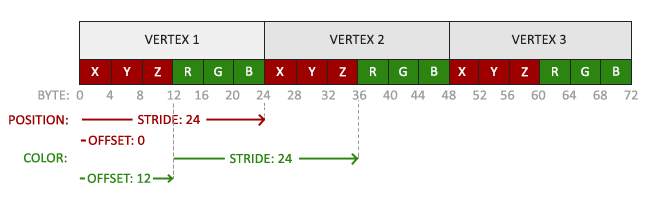 VERTEX 1 VERTEX 2 VERTEX 3
X Y Z R G B X Y Z R G B X Y Z R G B
BYTE: 0 4 8 12 16 20 24 28 32 36 40 44 48 52 56 60 64 68 72
POSITION: STRIDE: 24
OFFSET: 0
COLOR: STRIDE: 24
OFFSET: 12